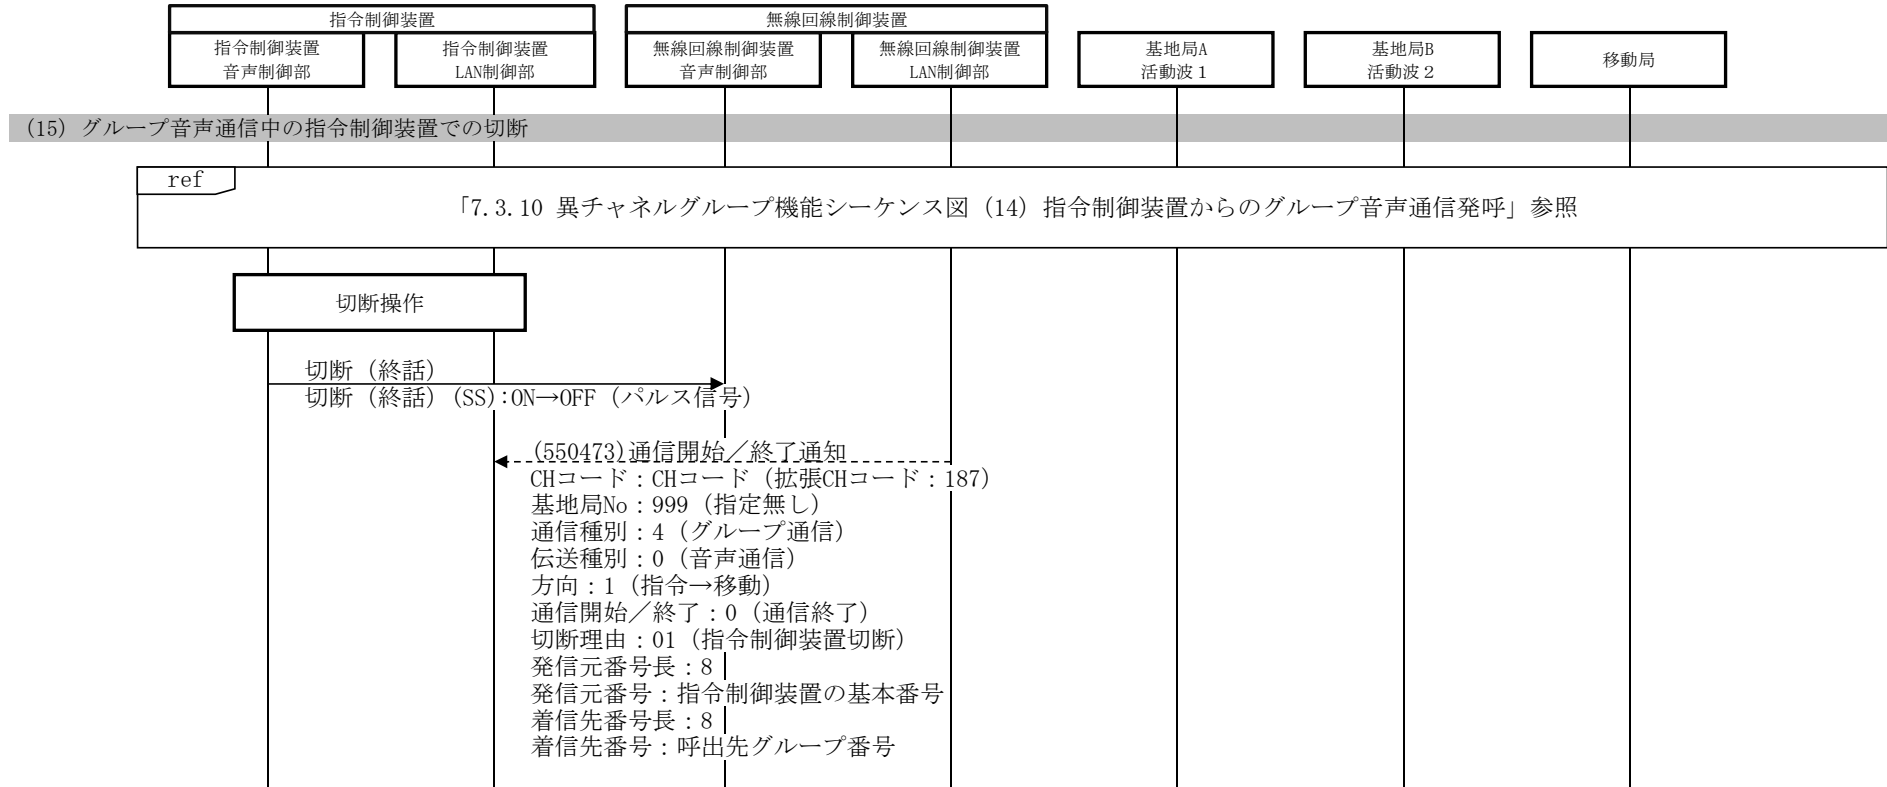 指令制御装置
無線回線制御装置
指令制御装置
音声制御部
指令制御装置
LAN制御部
無線回線制御装置
音声制御部
無線回線制御装置
LAN制御部
基地局A
活動波１
基地局B
活動波２
移動局
(15) グループ音声通信中の指令制御装置での切断
ref
「7.3.10 異チャネルグループ機能シーケンス図（14）指令制御装置からのグループ音声通信発呼」参照
切断操作
切断（終話）
切断（終話）(SS):ON→OFF（パルス信号）
(550473)通信開始／終了通知
CHコード：CHコード（拡張CHコード：187）
基地局No：999（指定無し）
通信種別：4（グループ通信）
伝送種別：0（音声通信）
方向：1（指令→移動）
通信開始／終了：0（通信終了）
切断理由：01（指令制御装置切断）
発信元番号長：8
発信元番号：指令制御装置の基本番号
着信先番号長：8
着信先番号：呼出先グループ番号